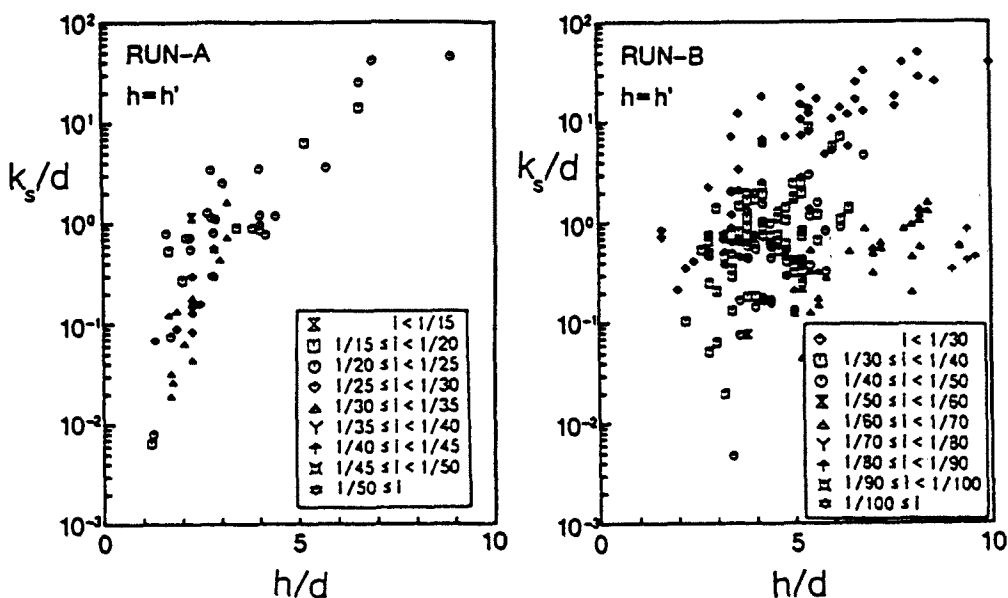 RUN-A
h=h'
k_s/d
10²
10¹
10⁰
10⁻¹
10⁻²
10⁻³
0
5
10
h/d
i<1/15
1/15≤i<1/20
1/20≤i<1/25
1/25≤i<1/30
1/30≤i<1/35
1/35≤i<1/40
1/40≤i<1/45
1/45≤i<1/50
1/50≤i
RUN-B
h=h'
k_s/d
10²
10¹
10⁰
10⁻¹
10⁻²
10⁻³
0
5
10
h/d
i<1/30
1/30≤i<1/40
1/40≤i<1/50
1/50≤i<1/60
1/60≤i<1/70
1/70≤i<1/80
1/80≤i<1/90
1/90≤i<1/100
1/100≤i